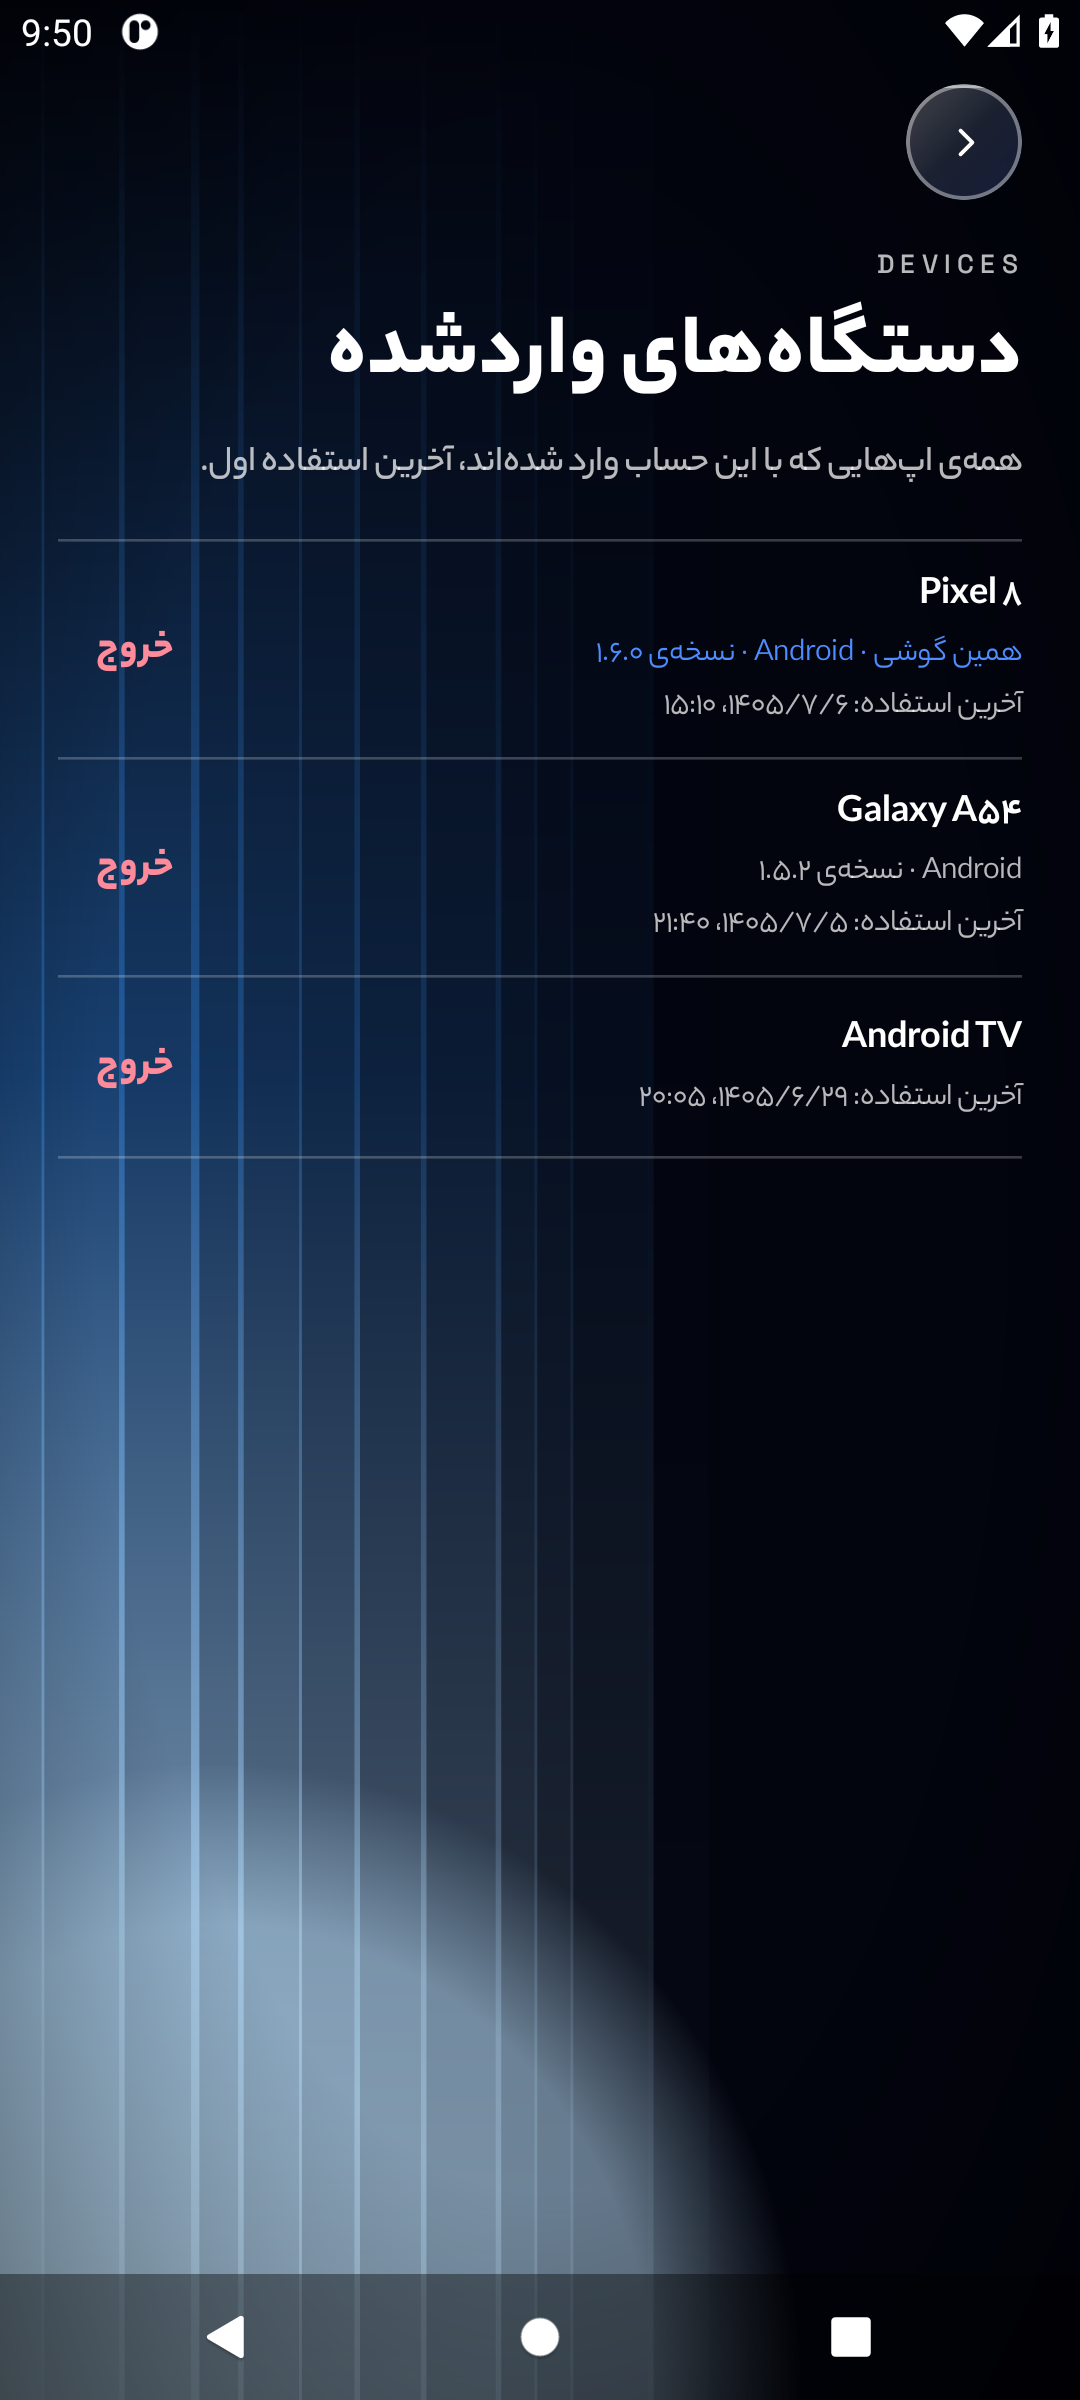 9:50
DEVICES
دستگاه‌های واردشده
همه‌ی اپ‌هایی که با این حساب وارد شده‌اند، آخرین استفاده اول.
Pixel ۸
همین گوشی · Android · نسخه‌ی ۱.۶.۰
آخرین استفاده: ۱۴۰۵/۷/۶، ۱۵:۱۰
خروج
Galaxy A۵۴
Android · نسخه‌ی ۱.۵.۲
آخرین استفاده: ۱۴۰۵/۷/۵، ۲۱:۴۰
خروج
Android TV
آخرین استفاده: ۱۴۰۵/۶/۲۹، ۲۰:۰۵
خروج